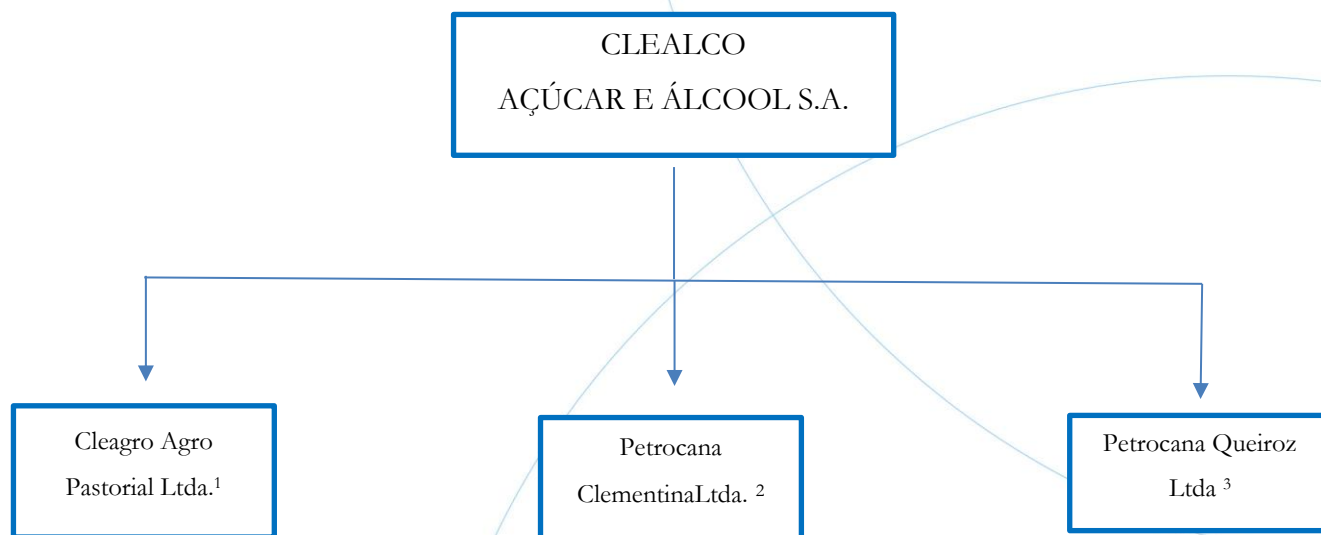 CLEALCO
AÇÚCAR E ÁLCOOL S.A.
Cleagro Agro
Pastorial Ltda.¹
Petrocana
ClementinaLtda. ²
Petrocana Queiroz
Ltda ³